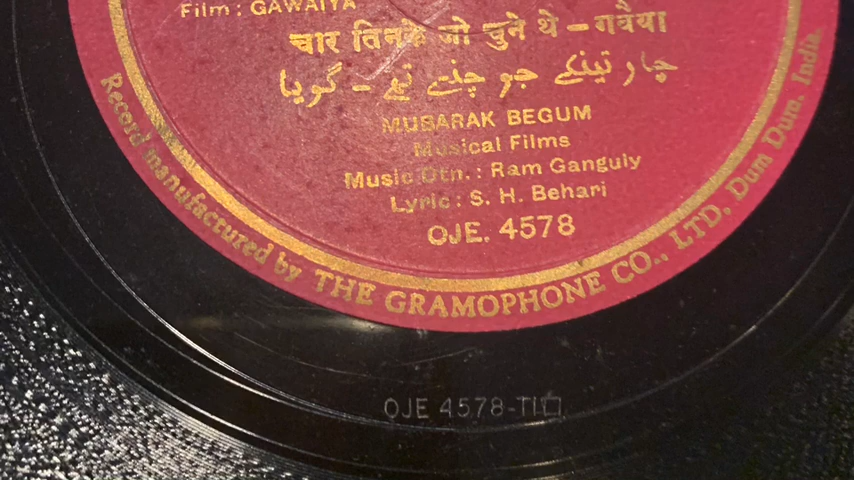 Film : GAWAIYA
चार तिनके जो चुने थे – गवैया
چار تینکے جو چنے تھے - گویا
MUBARAK BEGUM
Musical Films
Music Dtn. : Ram Ganguly
Lyric : S. H. Behari
OJE. 4578
Record manufactured by THE GRAMOPHONE CO., LTD. Dum Dum. India.
OJE 4578-T1□